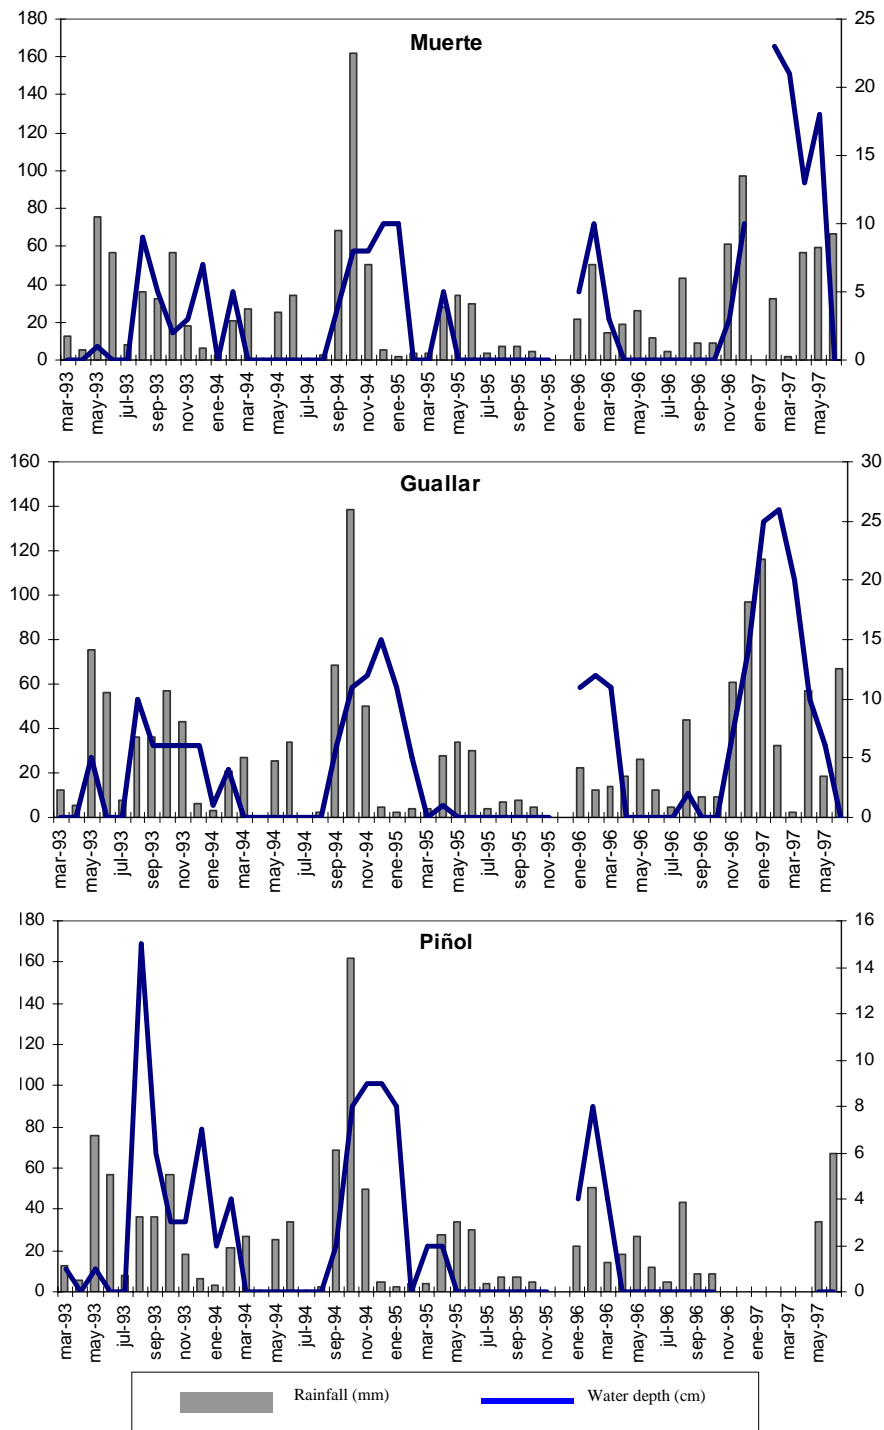 Muerte
180 160 140 120 100 80 60 40 20 0
25 20 15 10 5 0
mar-93 may-93 jul-93 sep-93 nov-93 ene-94 mar-94 may-94 jul-94 sep-94 nov-94 ene-95 mar-95 may-95 jul-95 sep-95 nov-95 ene-96 mar-96 may-96 jul-96 sep-96 nov-96 ene-97 mar-97 may-97
Guallar
160 140 120 100 80 60 40 20 0
30 25 20 15 10 5 0
mar-93 may-93 jul-93 sep-93 nov-93 ene-94 mar-94 may-94 jul-94 sep-94 nov-94 ene-95 mar-95 may-95 jul-95 sep-95 nov-95 ene-96 mar-96 may-96 jul-96 sep-96 nov-96 ene-97 mar-97 may-97
Piñol
180 160 140 120 100 80 60 40 20 0
16 14 12 10 8 6 4 2 0
mar-93 may-93 jul-93 sep-93 nov-93 ene-94 mar-94 may-94 jul-94 sep-94 nov-94 ene-95 mar-95 may-95 jul-95 sep-95 nov-95 ene-96 mar-96 may-96 jul-96 sep-96 nov-96 ene-97 mar-97 may-97
Rainfall (mm) Water depth (cm)